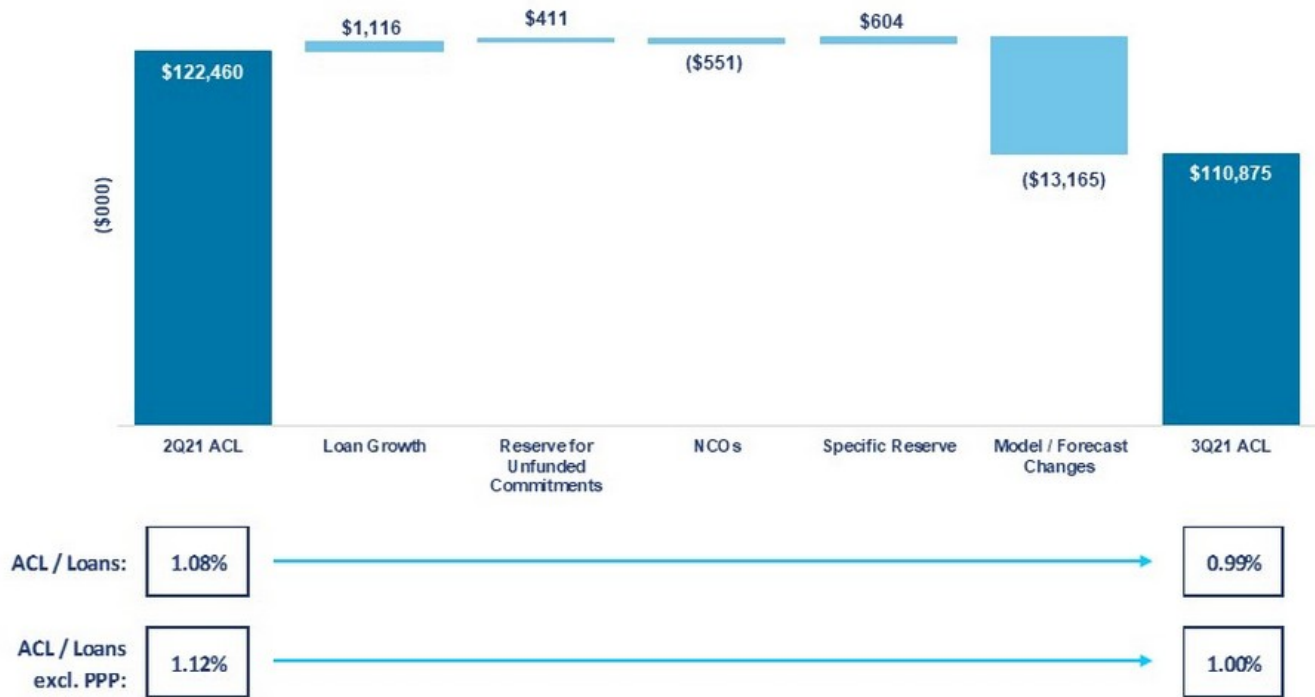 $1,116
$411
$604
$122,460
($551)
($13,165)
$110,875
($000)
2Q21 ACL
Loan Growth
Reserve for
Unfunded
Commitments
NCOs
Specific Reserve
Model / Forecast
Changes
3Q21 ACL
ACL / Loans:
1.08%
0.99%
ACL / Loans
excl. PPP:
1.12%
1.00%